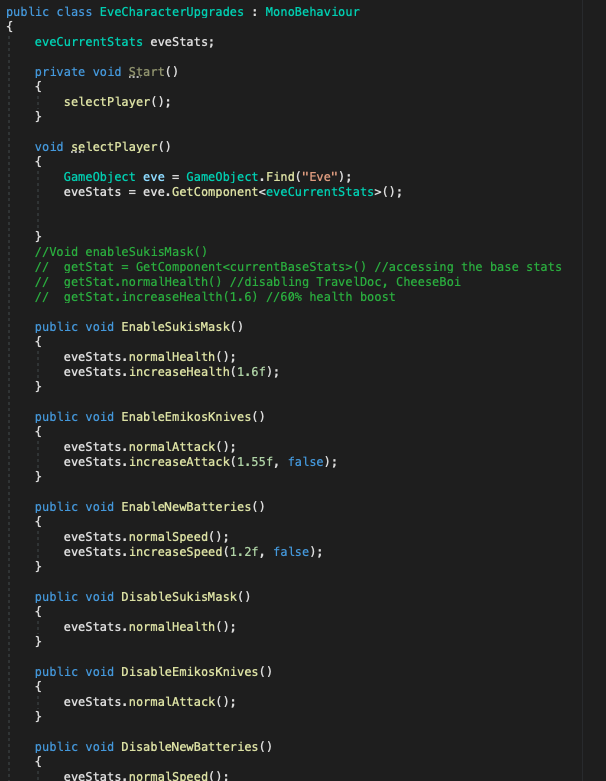 public class EveCharacterUpgrades : MonoBehaviour
{
eveCurrentStats eveStats;
private void Start()
{
selectPlayer();
}
void selectPlayer()
{
GameObject eve = GameObject.Find("Eve");
eveStats = eve.GetComponent<eveCurrentStats>();
}
//Void enableSukisMask()
//  getStat = GetComponent<currentBaseStats>() //accessing the base stats
//  getStat.normalHealth() //disabling TravelDoc, CheeseBoi
//  getStat.increaseHealth(1.6) //60% health boost
public void EnableSukisMask()
{
eveStats.normalHealth();
eveStats.increaseHealth(1.6f);
}
public void EnableEmikosKnives()
{
eveStats.normalAttack();
eveStats.increaseAttack(1.55f, false);
}
public void EnableNewBatteries()
{
eveStats.normalSpeed();
eveStats.increaseSpeed(1.2f, false);
}
public void DisableSukisMask()
{
eveStats.normalHealth();
}
public void DisableEmikosKnives()
{
eveStats.normalAttack();
}
public void DisableNewBatteries()
{
eveStats.normalSpeed();